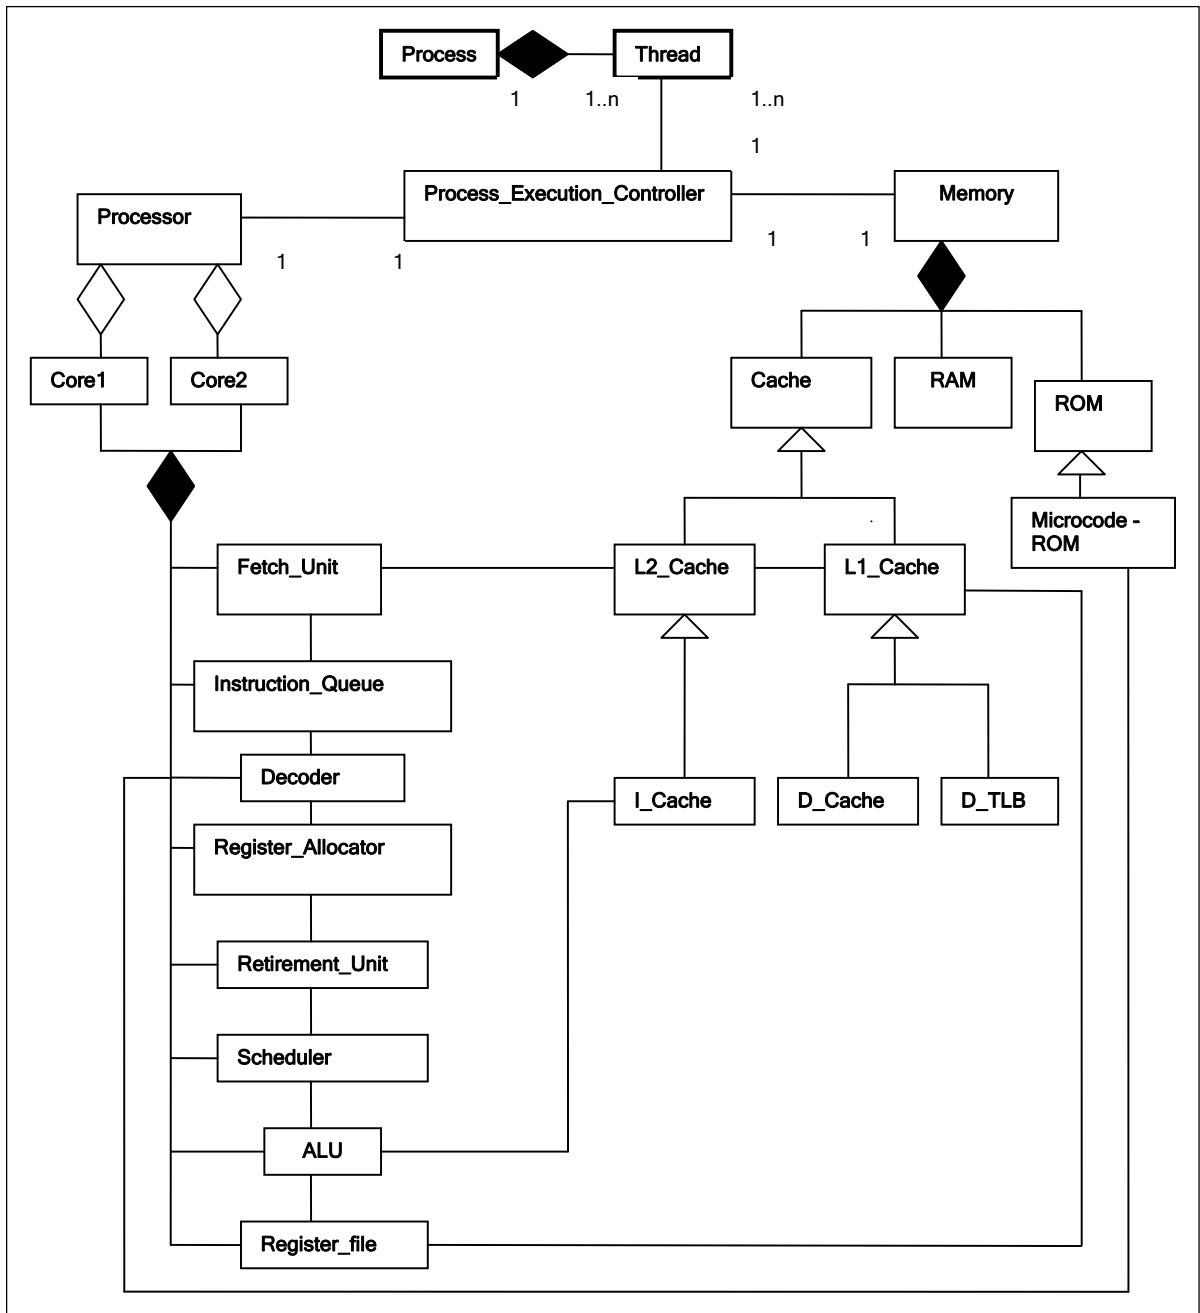 Process
Thread
1
1..n
1..n
1
Process_Execution_Controller
Memory
Processor
1
1
1
1
Core1
Core2
Cache
RAM
ROM
Microcode -
ROM
Fetch_Unit
L2_Cache
L1_Cache
Instruction_Queue
Decoder
I_Cache
D_Cache
D_TLB
Register_Allocator
Retirement_Unit
Scheduler
ALU
Register_file